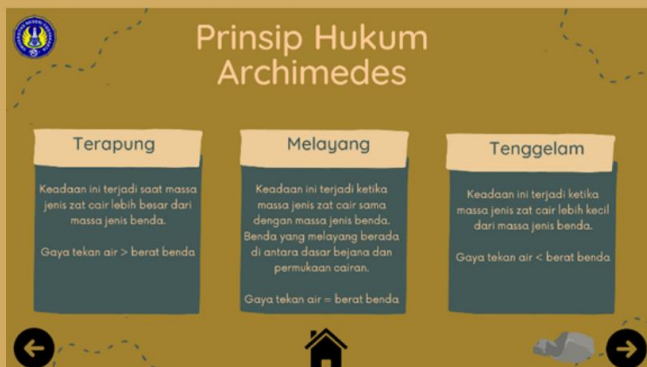 Prinsip Hukum
Archimedes
Terapung
Keadaan ini terjadi saat massa
jenis zat cair lebih besar dari
massa jenis benda.
Gaya tekan air > berat benda
Melayang
Keadaan ini terjadi ketika
massa jenis zat cair sama
dengan massa jenis benda.
Benda yang melayang berada
di antara dasar bejana dan
permukaan cairan.
Gaya tekan air = berat benda
Tenggelam
Keadaan ini terjadi ketika
massa jenis zat cair lebih kecil
dari massa jenis benda.
Gaya tekan air < berat benda